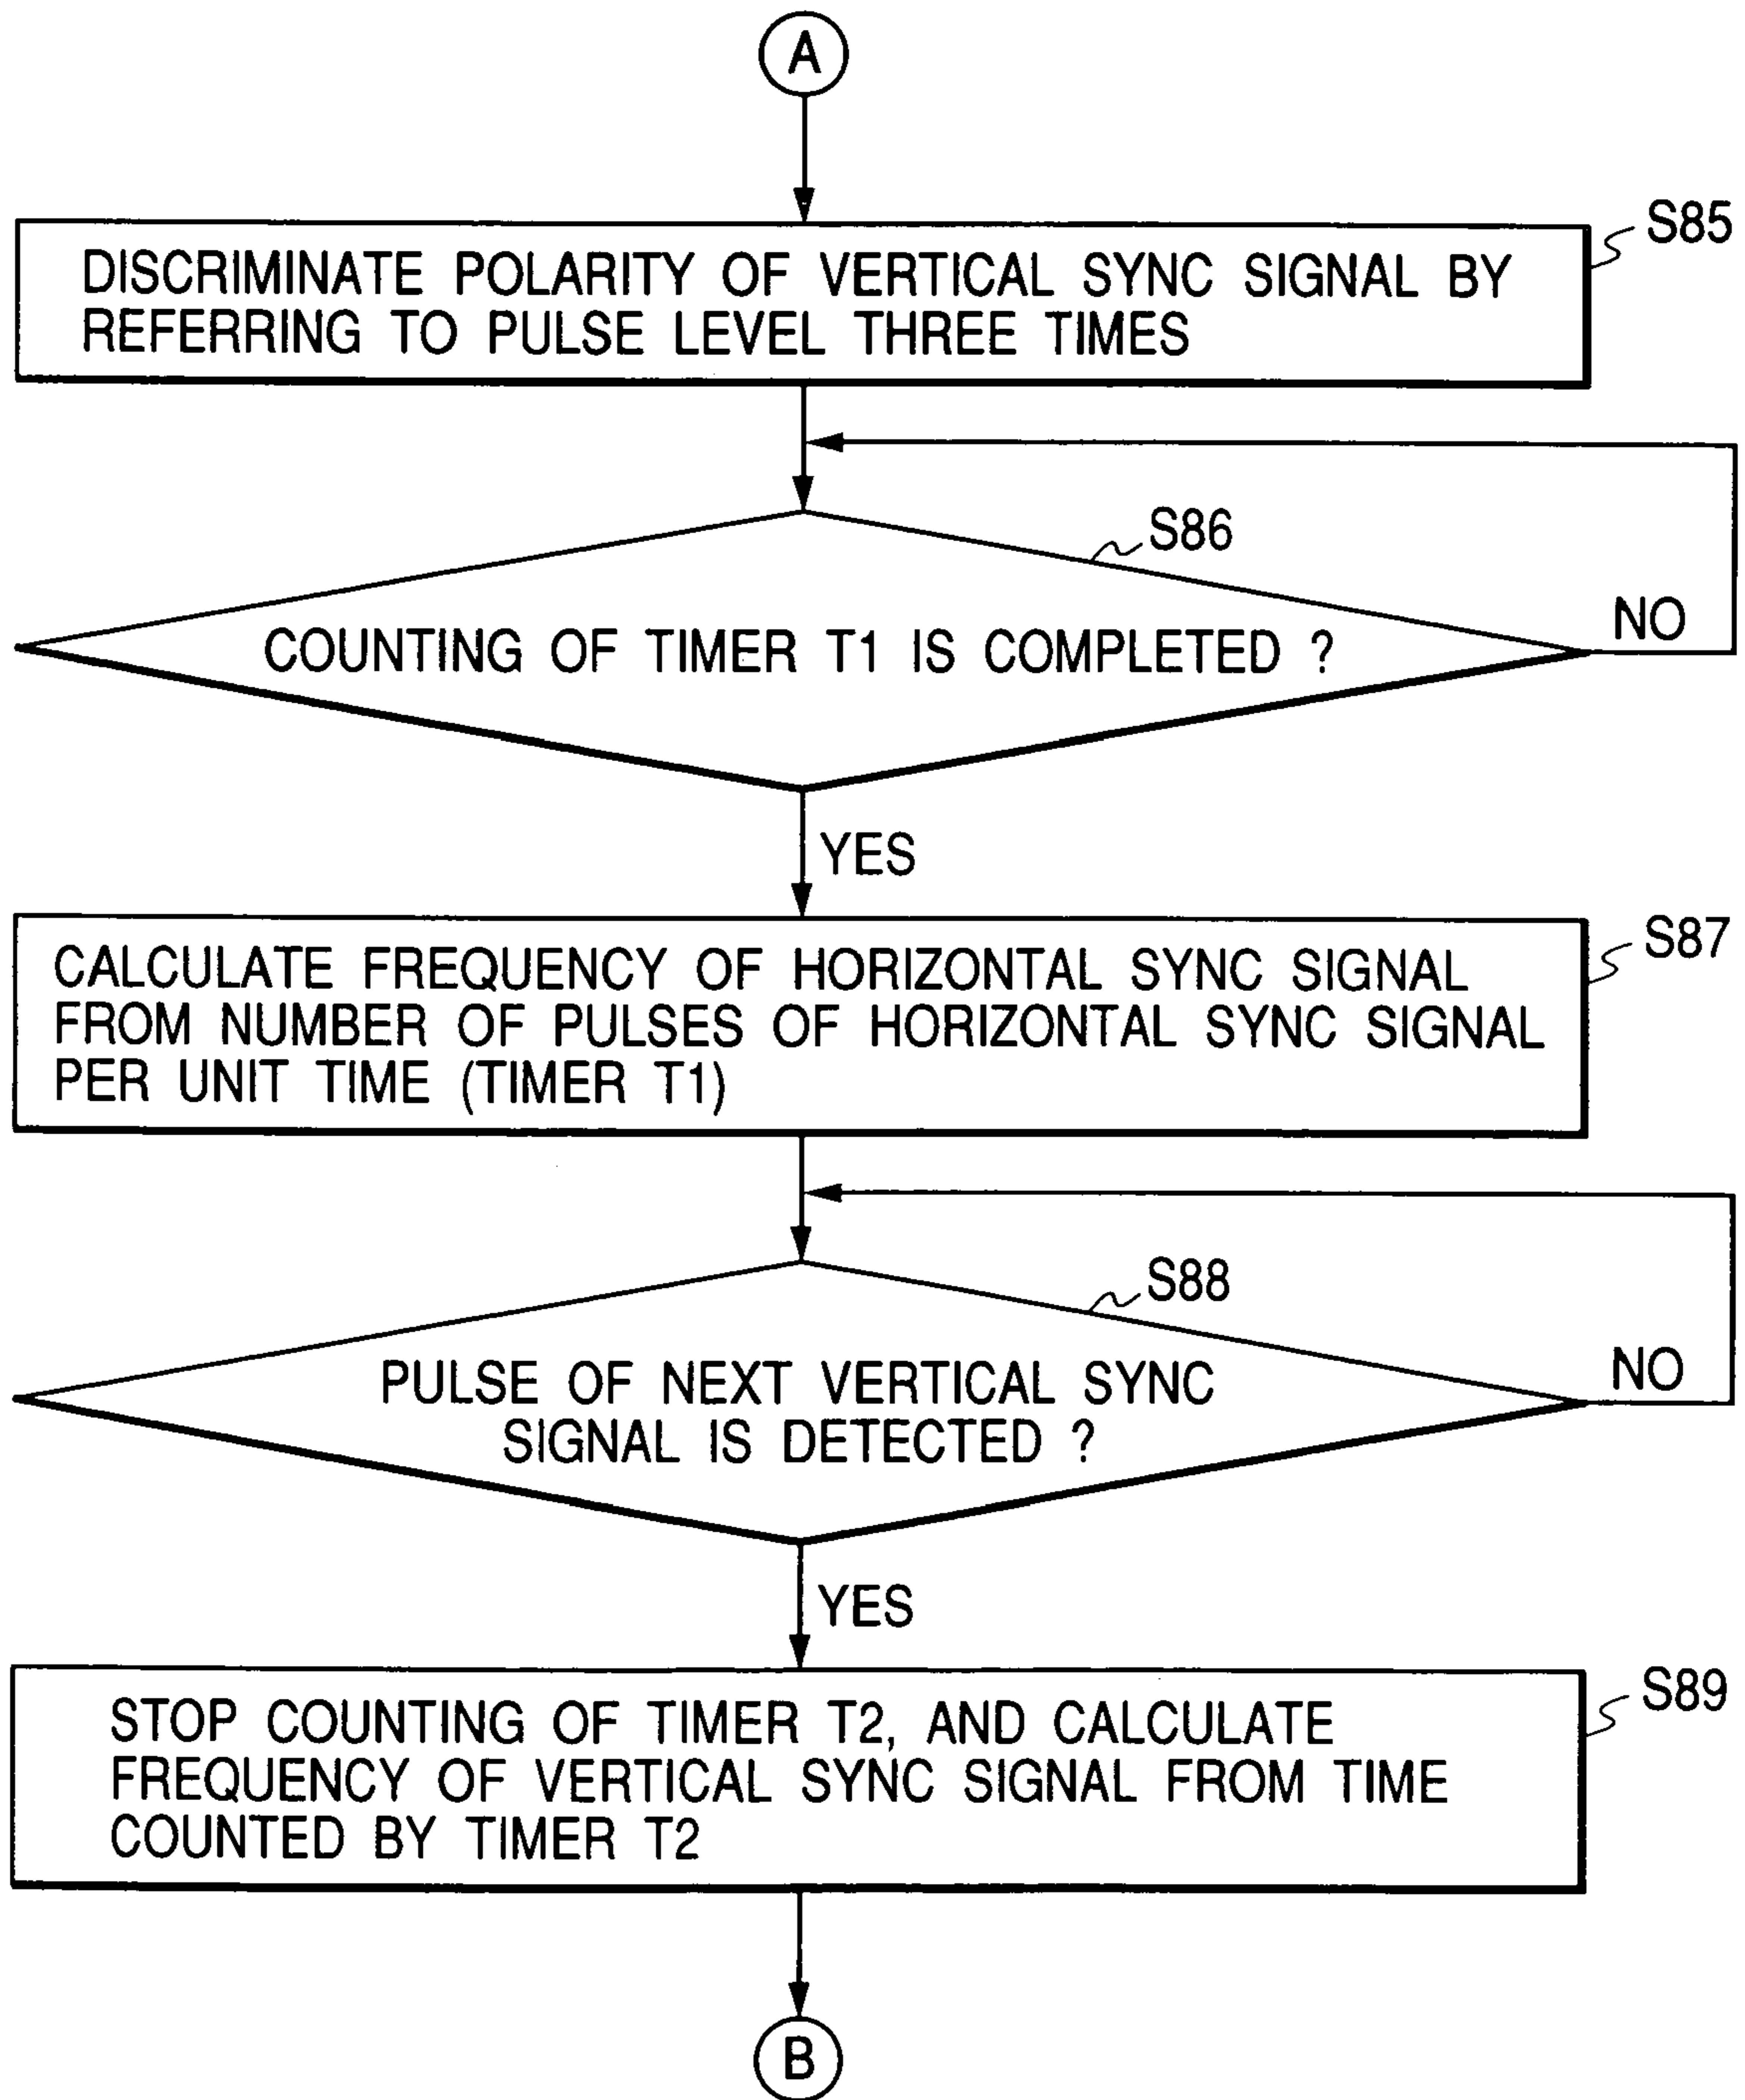 A
S85
DISCRIMINATE POLARITY OF VERTICAL SYNC SIGNAL BY
REFERRING TO PULSE LEVEL THREE TIMES
S86
COUNTING OF TIMER T1 IS COMPLETED ?
NO
YES
S87
CALCULATE FREQUENCY OF HORIZONTAL SYNC SIGNAL
FROM NUMBER OF PULSES OF HORIZONTAL SYNC SIGNAL
PER UNIT TIME (TIMER T1)
S88
PULSE OF NEXT VERTICAL SYNC
SIGNAL IS DETECTED ?
NO
YES
S89
STOP COUNTING OF TIMER T2, AND CALCULATE
FREQUENCY OF VERTICAL SYNC SIGNAL FROM TIME
COUNTED BY TIMER T2
B